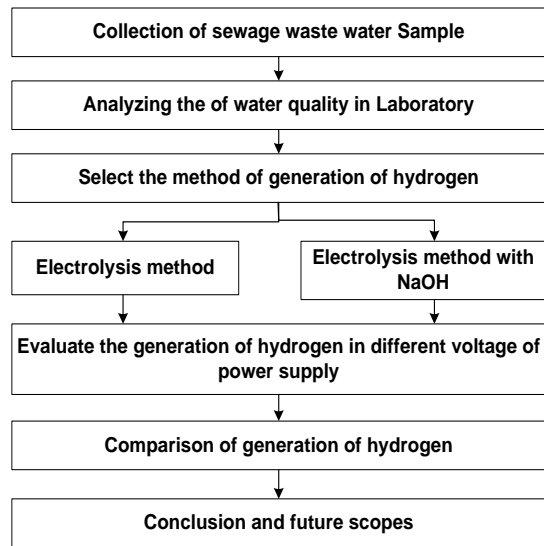 Collection of sewage waste water Sample
Analyzing the of water quality in Laboratory
Select the method of generation of hydrogen
Electrolysis method
Electrolysis method with
NaOH
Evaluate the generation of hydrogen in different voltage of
power supply
Comparison of generation of hydrogen
Conclusion and future scopes